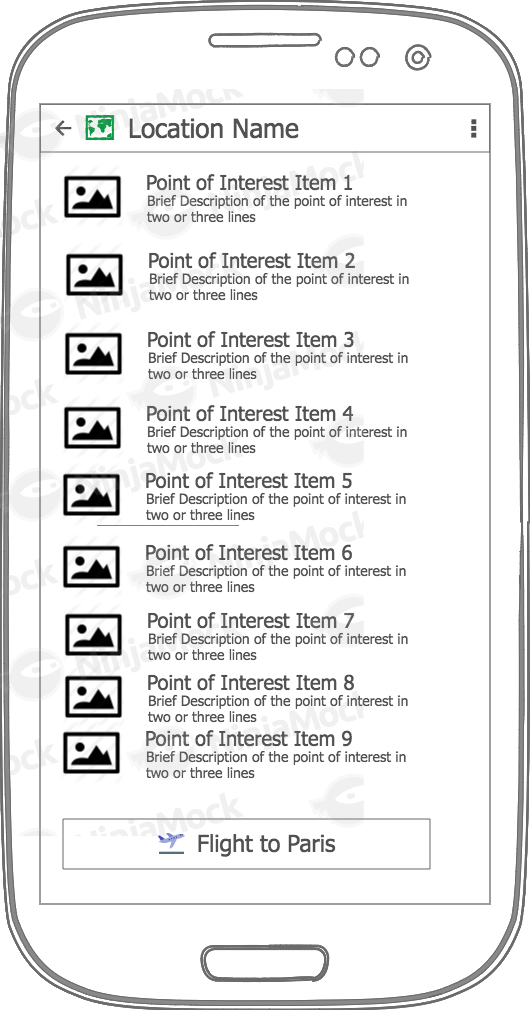 Location Name
Point of Interest Item 1
Brief Description of the point of interest in
two or three lines
Point of Interest Item 2
Brief Description of the point of interest in
two or three lines
Point of Interest Item 3
Brief Description of the point of interest in
two or three lines
Point of Interest Item 4
Brief Description of the point of interest in
two or three lines
Point of Interest Item 5
Brief Description of the point of interest in
two or three lines
Point of Interest Item 6
Brief Description of the point of interest in
two or three lines
Point of Interest Item 7
Brief Description of the point of interest in
two or three lines
Point of Interest Item 8
Brief Description of the point of interest in
two or three lines
Point of Interest Item 9
Brief Description of the point of interest in
two or three lines
NinjaMock
Flight to Paris